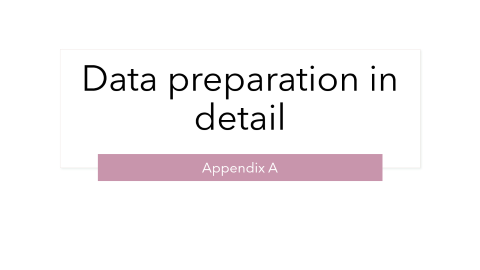 Data preparation in
detail
Appendix A